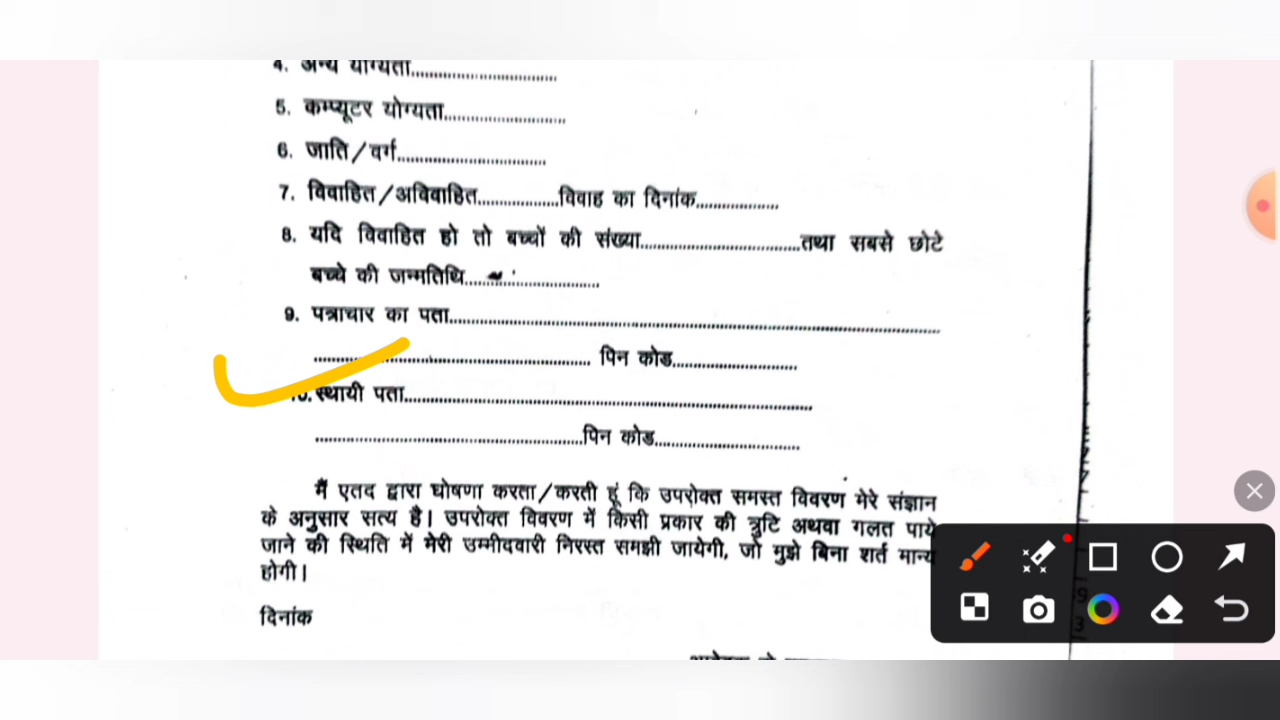 4. अन्य योग्यता..............................
5. कम्प्यूटर योग्यता.........................
6. जाति/वर्ग..............................
7. विवाहित/अविवाहित.................विवाह का दिनांक.................
8. यदि विवाहित हो तो बच्चों की संख्या................................तथा सबसे छोटे
बच्चे की जन्मतिथि...........................
9. पत्राचार का पता....................................................................................................
....................................................... पिन कोड.........................
10. स्थायी पता..................................................................................
......................................................पिन कोड.............................
मैं एतद द्वारा घोषणा करता/करती हूं कि उपरोक्त समस्त विवरण मेरे संज्ञान
के अनुसार सत्य है। उपरोक्त विवरण में किसी प्रकार की त्रुटि अथवा गलत पाये
जाने की स्थिति में मेरी उम्मीदवारी निरस्त समझी जायेगी, जो मुझे बिना शर्त मान्य
होगी।
दिनांक